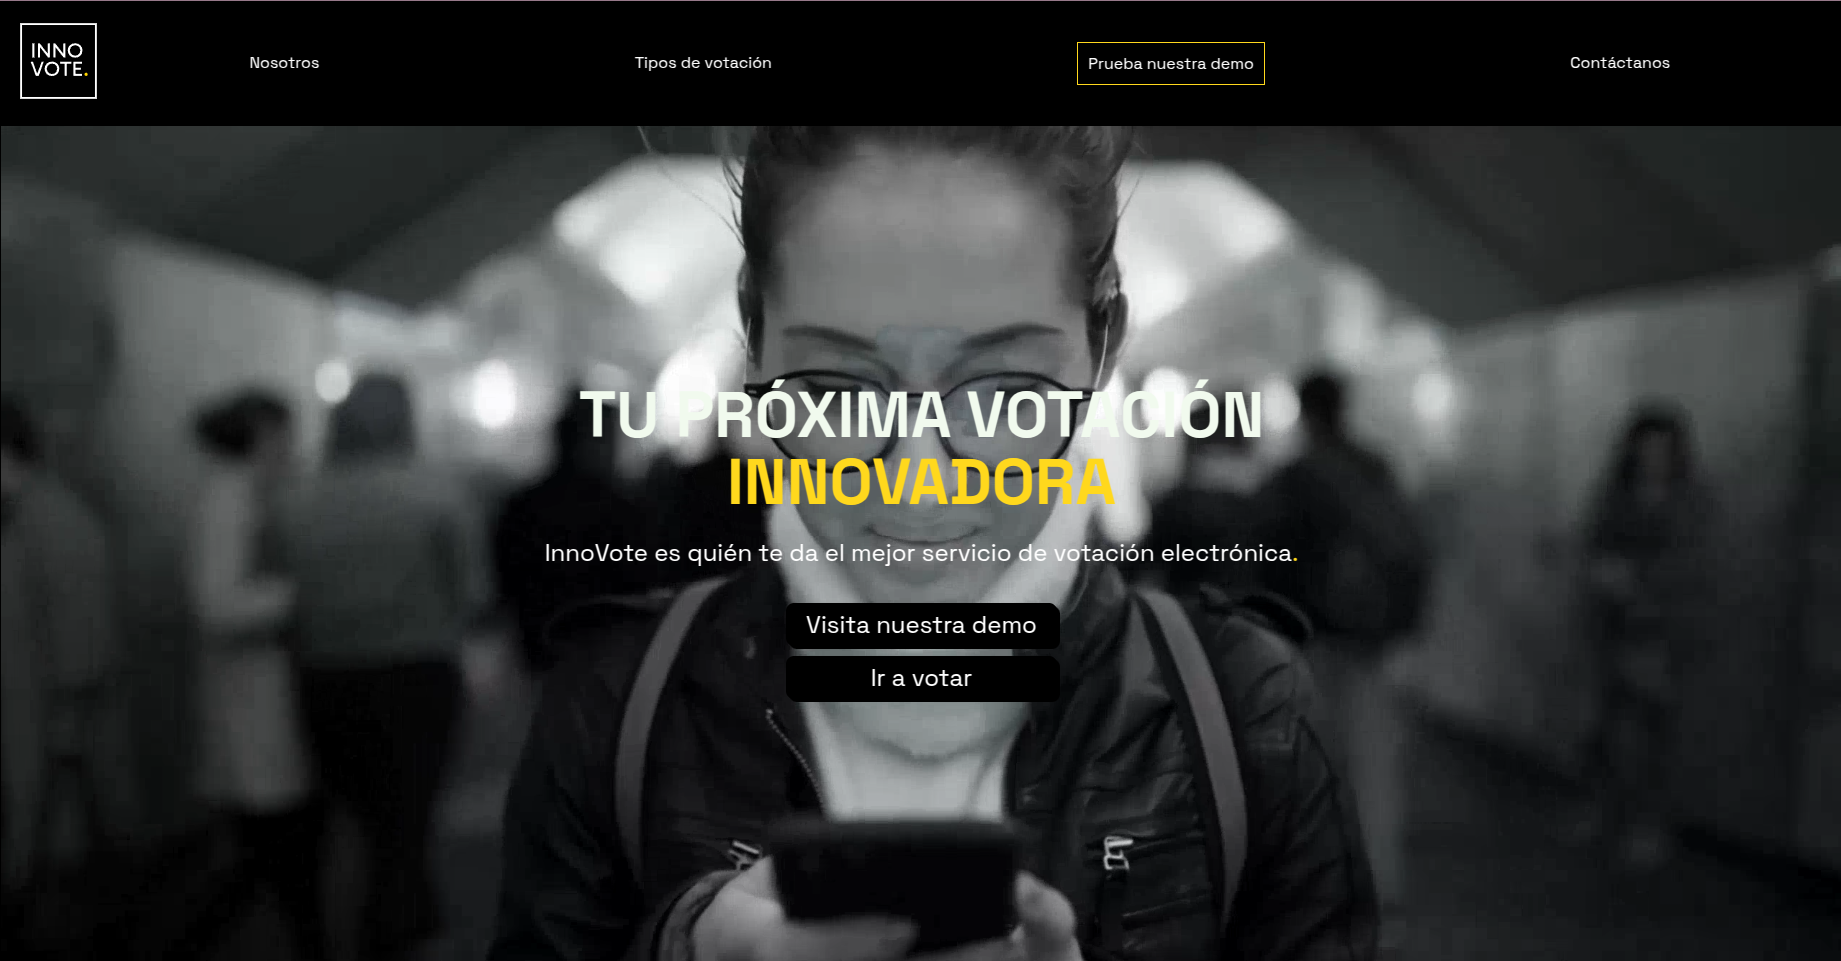 INNO
VOTE.
Nosotros
Tipos de votación
Prueba nuestra demo
Contáctanos
TU PRÓXIMA VOTACIÓN
INNOVADORA
InnoVote es quién te da el mejor servicio de votación electrónica.
Visita nuestra demo
Ir a votar